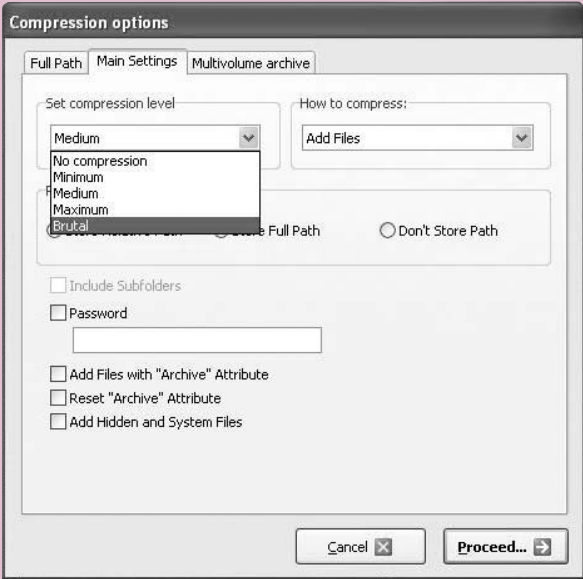 Compression options
Full Path Main Settings Multivolume archive
Set compression level
How to compress:
Medium
Add Files
No compression
Minimum
Medium
Maximum
Brutal
Store Full Path
Don't Store Path
Include Subfolders
Password
Add Files with "Archive" Attribute
Reset "Archive" Attribute
Add Hidden and System Files
Cancel
Proceed...